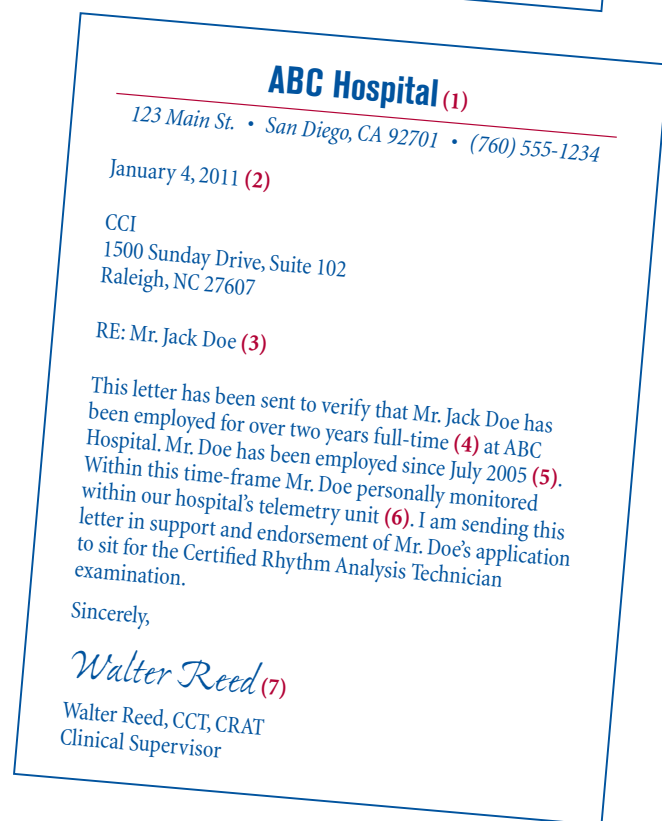 ABC Hospital (1)
123 Main St. • San Diego, CA 92701 • (760) 555-1234
January 4, 2011 (2)
CCI
1500 Sunday Drive, Suite 102
Raleigh, NC 27607
RE: Mr. Jack Doe (3)
This letter has been sent to verify that Mr. Jack Doe has
been employed for over two years full-time (4) at ABC
Hospital. Mr. Doe has been employed since July 2005 (5).
Within this time-frame Mr. Doe personally monitored
within our hospital's telemetry unit (6). I am sending this
letter in support and endorsement of Mr. Doe's application
to sit for the Certified Rhythm Analysis Technician
examination.
Sincerely,
Walter Reed (7)
Walter Reed, CCT, CRAT
Clinical Supervisor